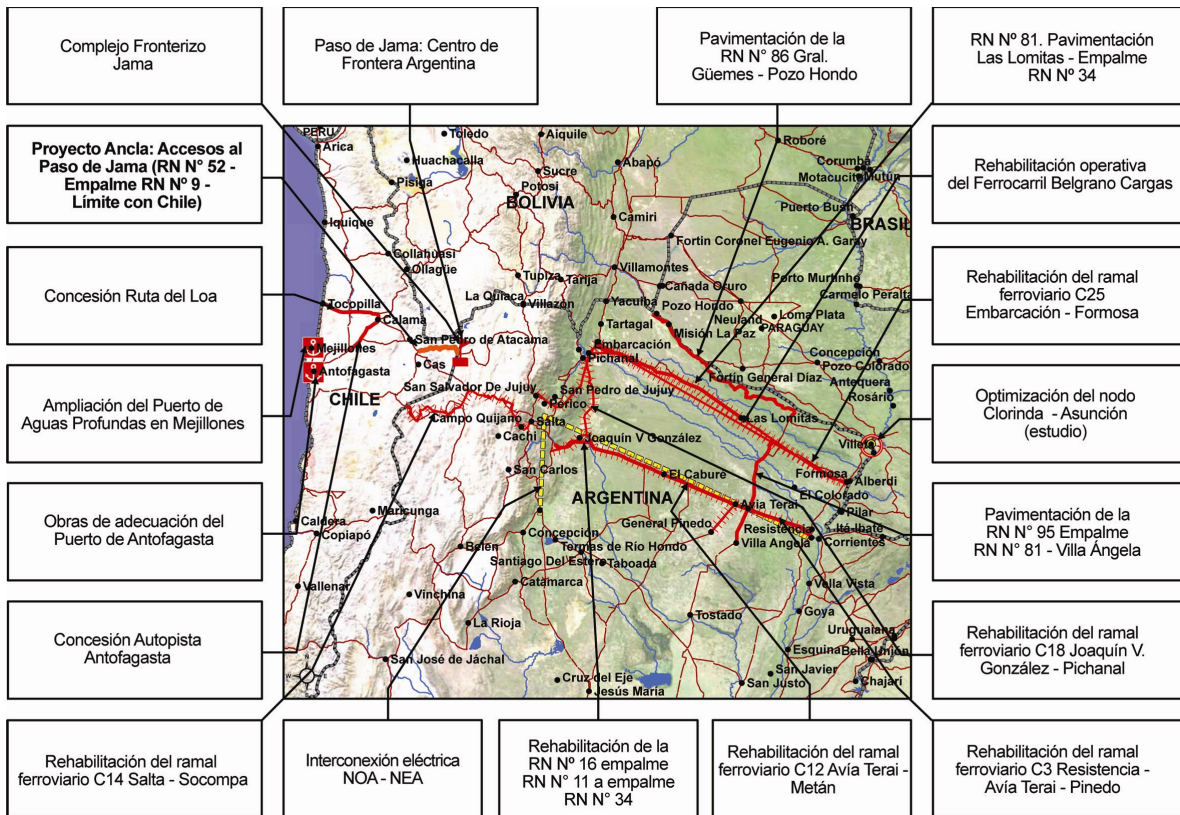 Complejo Fronterizo
Jama
Paso de Jama: Centro de
Frontera Argentina
Pavimentación de la
RN N° 86 Gral.
Güemes - Pozo Hondo
RN Nº 81. Pavimentación
Las Lomitas - Empalme
RN Nº 34
Proyecto Ancla: Accesos al
Paso de Jama (RN N° 52 -
Empalme RN Nº 9 -
Límite con Chile)
Concesión Ruta del Loa
Ampliación del Puerto de
Aguas Profundas en Mejillones
Obras de adecuación del
Puerto de Antofagasta
Concesión Autopista
Antofagasta
Rehabilitación operativa
del Ferrocarril Belgrano Cargas
Rehabilitación del ramal
ferroviario C25
Embarcación - Formosa
Optimización del nodo
Clorinda - Asunción
(estudio)
Pavimentación de la
RN N° 95 Empalme
RN N° 81 - Villa Ángela
Rehabilitación del ramal
ferroviario C18 Joaquín V.
González - Pichanal
Rehabilitación del ramal
ferroviario C14 Salta - Socompa
Interconexión eléctrica
NOA - NEA
Rehabilitación de la
RN Nº 16 empalme
RN N° 11 a empalme
RN N° 34
Rehabilitación del ramal
ferroviario C12 Avía Terai -
Metán
Rehabilitación del ramal
ferroviario C3 Resistencia -
Avía Terai - Pinedo
PERU
Arica
Toledo
Aiquile
Huachacalla
Abapó
Roboré
Corumbá
Motacucito
Mutún
Pisiga
Sucre
Potosi
BOLIVIA
Camiri
Puerto Bush
BRASIL
Iquique
Fortin Coronel Eugenio A. Garay
Collahuasi
Ollagüe
Tupiza
Tarija
Villamontes
Cañada Oruro
Porto Murtinho
Carmelo Peralta
La Quiaca
Villazón
Yacuiba
Pozo Hondo
Neuland
Loma Plata
Tocopilla
Calama
Tartagal
Misión La Paz
PARAGUAY
San Pedro de Atacama
Embarcación
Pichanal
Concepción
Pozo Colorado
Mejillones
Cas
Fortin General Díaz
Antequera
Antofagasta
San Salvador De Jujuy
San Pedro de Jujuy
Rosário
CHILE
Perico
Campo Quijano
Salta
Las Lomitas
Cachi
Joaquín V González
Villeta
San Carlos
El Cabure
Formosa
Alberdi
El Colorado
ARGENTINA
Avia Terai
Pilar
Caldera
Maricunga
General Pinedo
Resistencia
Itá-Ibaté
Copiapó
Concepción
Villa Angela
Corrientes
Belén
Termas de Río Hondo
Santiago Del Estero
Taboada
Vallenar
Catamarca
Vella Vista
Vinchina
Tostado
Goya
La Rioja
Uruguaiana
Esquina
Bella Unión
San José de Jáchal
San Javier
Cruz del Eje
San Justo
Chajarí
Jesús María